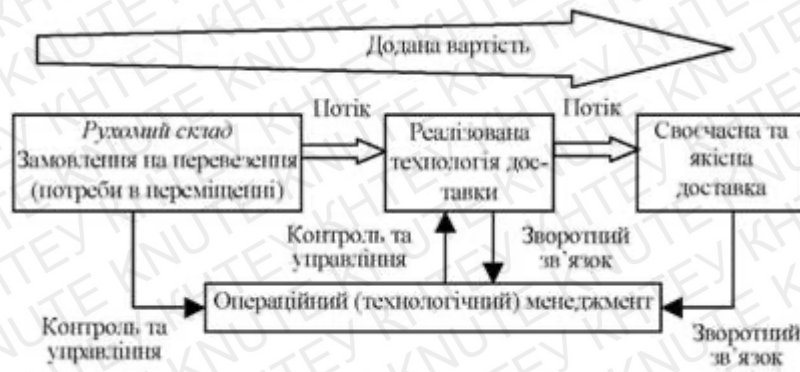 Додана вартість
Потік
Потік
Рухомий склад
Замовлення на перевезення
(потреби в переміщенні)
Реалізована
технологія дос-
тавки
Своєчасна та
якісна
доставка
Контроль та
управління
Зворотний
зв'язок
Операційний (технологічний) менеджмент
Контроль та
управління
Зворотний
зв'язок